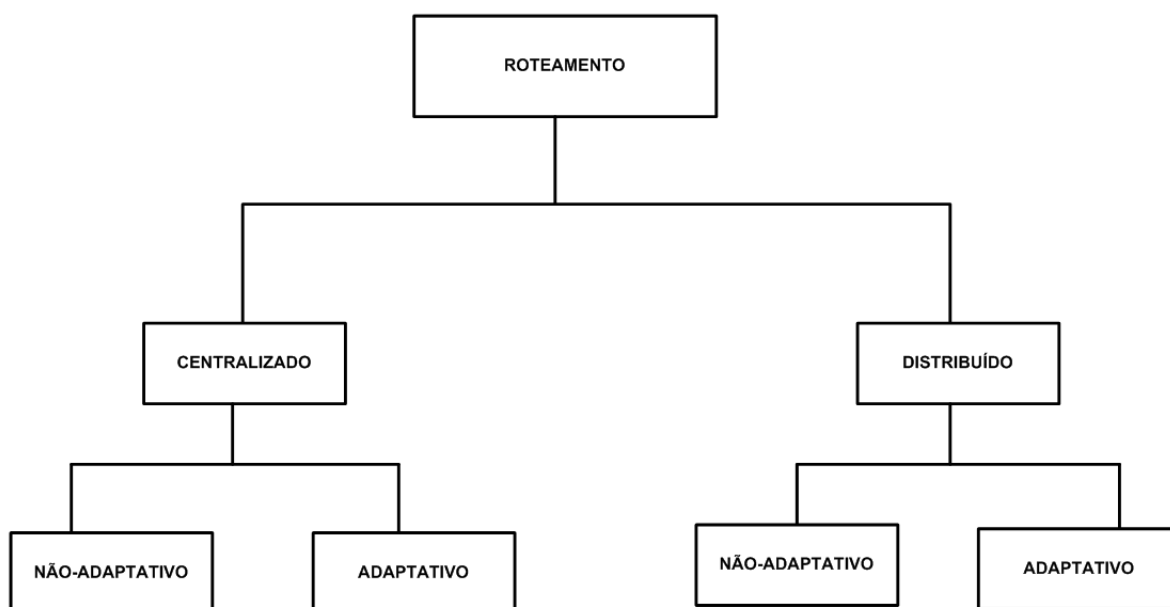 ROTEAMENTO
CENTRALIZADO
DISTRIBUÍDO
NÃO-ADAPTATIVO
ADAPTATIVO
NÃO-ADAPTATIVO
ADAPTATIVO